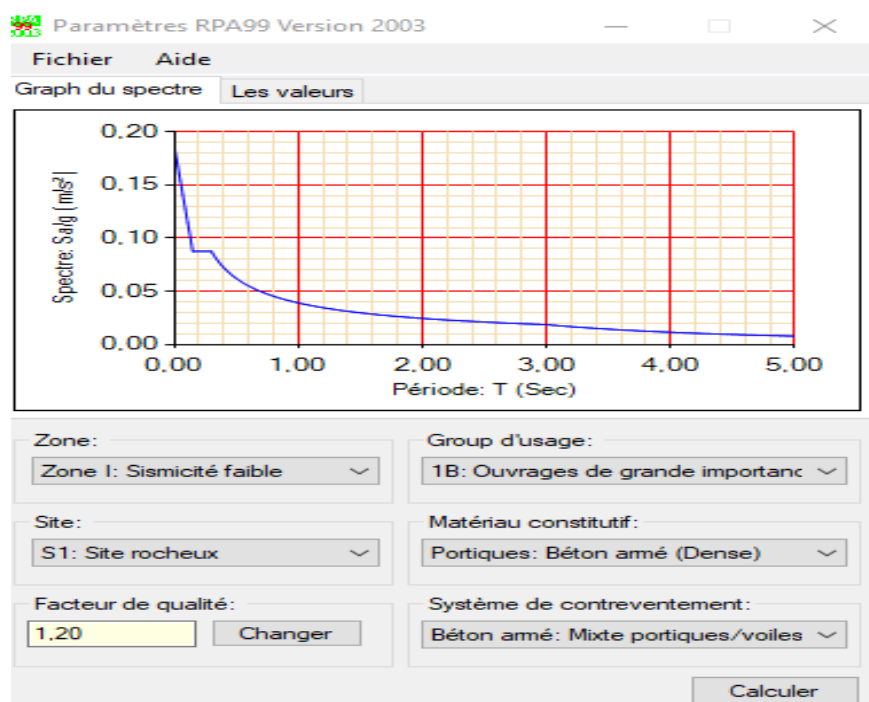 Paramètres RPA99 Version 2003
Fichier Aide
Graph du spectre Les valeurs
Spectre: Sa/g (m/s²)
0,20
0,15
0,10
0,05
0,00
0,00 1,00 2,00 3,00 4,00 5,00
Période: T (Sec)
Zone:
Zone I: Sismicité faible
Group d'usage:
1B: Ouvrages de grande importanc
Site:
S1: Site rocheux
Matériau constitutif:
Portiques: Béton armé (Dense)
Facteur de qualité:
1,20 Changer
Système de contreventement:
Béton armé: Mixte portiques/voiles
Calculer